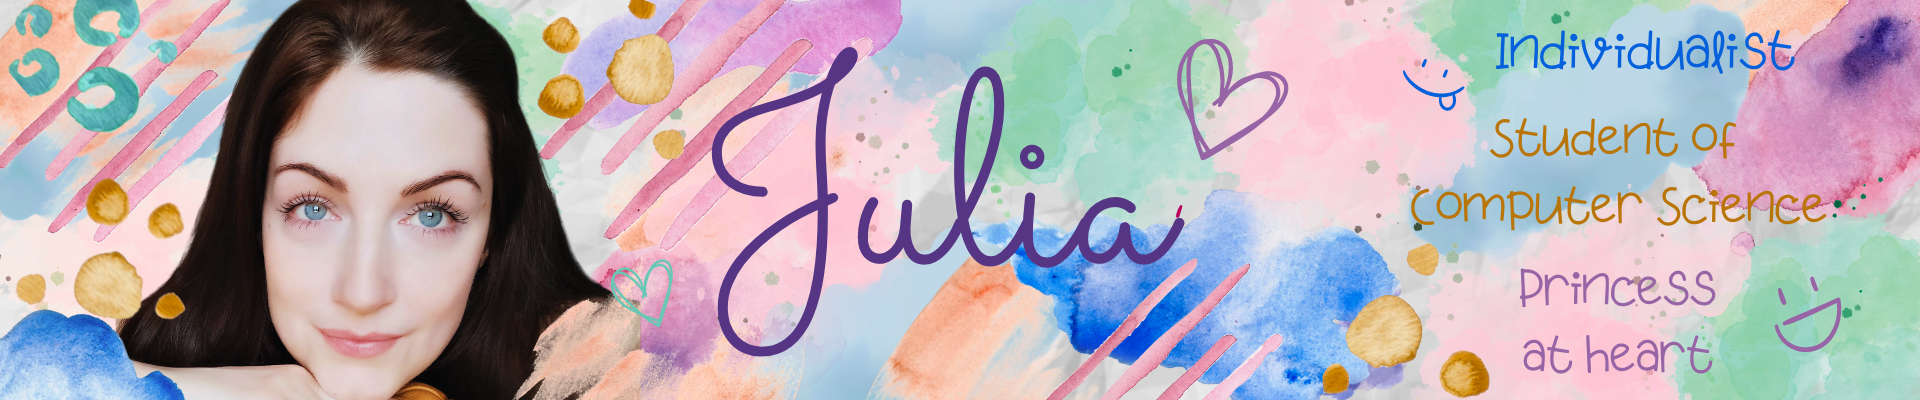 Julia
Individualist
Student of
Computer Science
Princess
at heart